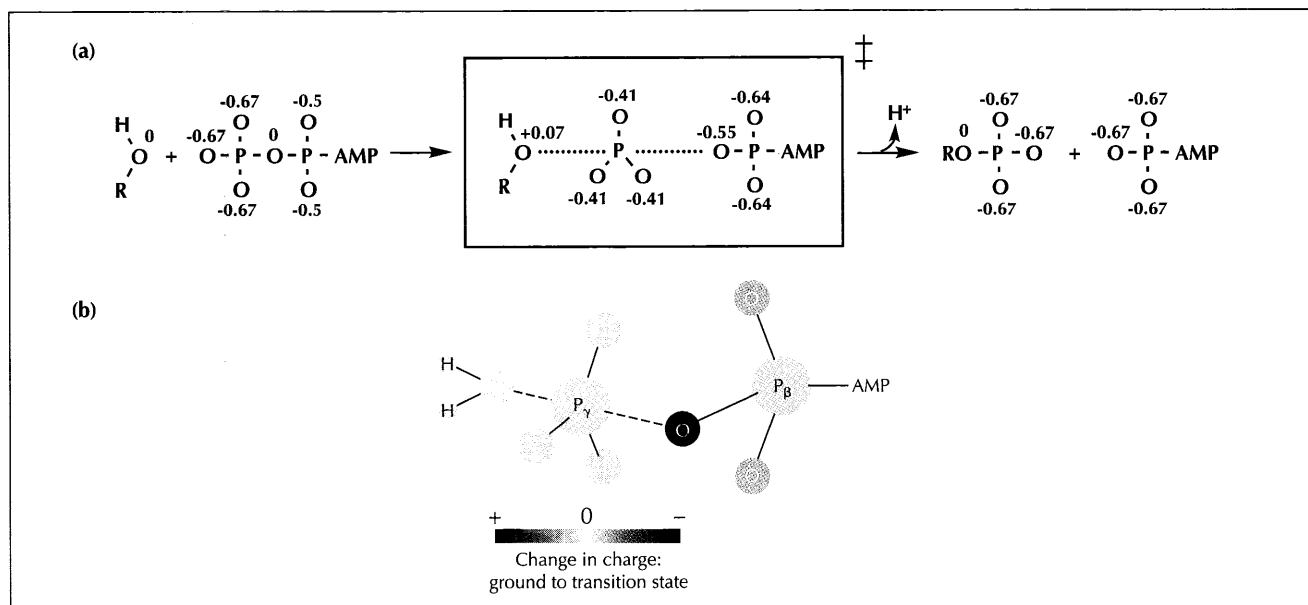 (a)
‡
-0.67 -0.5 -0.41 -0.64 H+ -0.67 -0.67
H O 0 O O H +0.07 O -0.55 O 0 O -0.67 O
O + -0.67 O - P - O - P - AMP O P O - P - AMP RO - P - O -0.67 + O - P - AMP
R O O R O O O O O
-0.67 -0.5 -0.41 -0.41 -0.64 -0.67 -0.67
(b)
O
H Pγ Pβ AMP
H O
O
+ 0 −
Change in charge:
ground to transition state